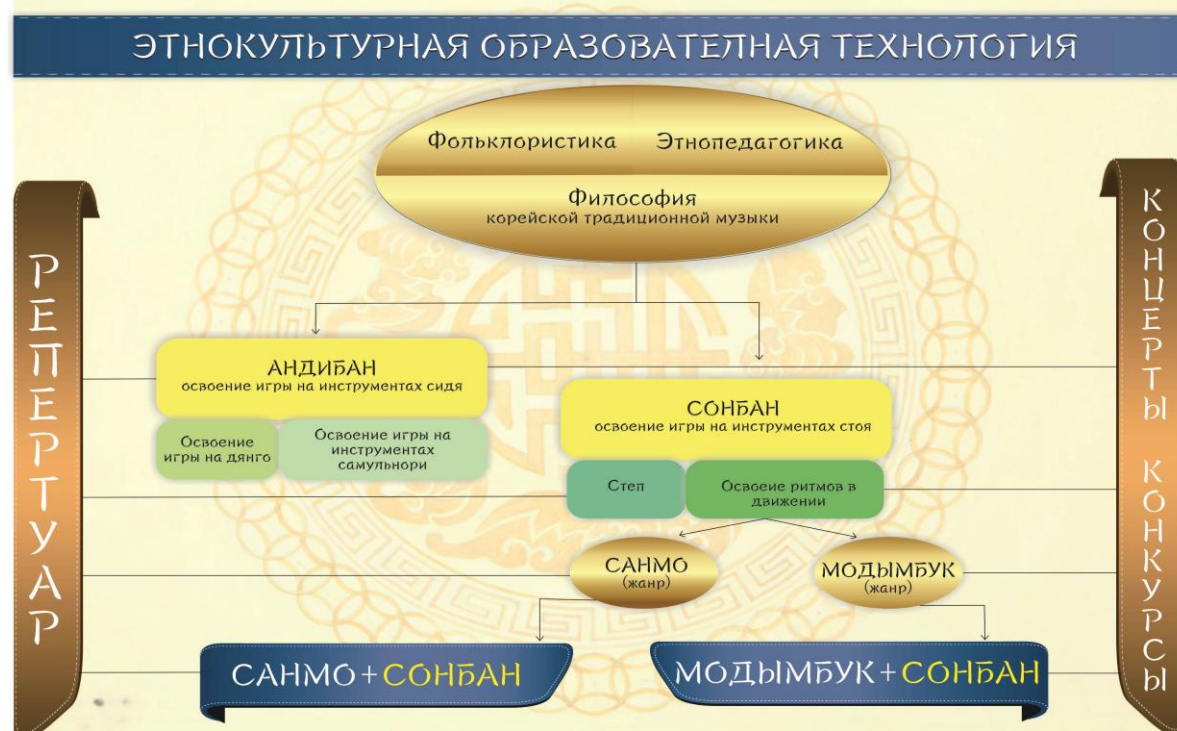 ЭТНОКУЛЬТУРНАЯ ОБРАЗОВАТЕЛНАЯ ТЕХНОЛОГИЯ
Фольклористика Этнопедагогика
Философия
корейской традиционной музыки
РЕПЕРТУАР
КОНЦЕРТЫ КОНКУРСЫ
АНДИБАН
освоение игры на инструментах сидя
Освоение
игры на дянго
Освоение игры на
инструментах
самульнори
СОНБАН
освоение игры на инструментах стоя
Степ
Освоеие ритмов в
движении
САНМО
(жанр)
МОДЫМБУК
(жанр)
САНМО+СОНБАН
МОДЫМБУК+СОНБАН